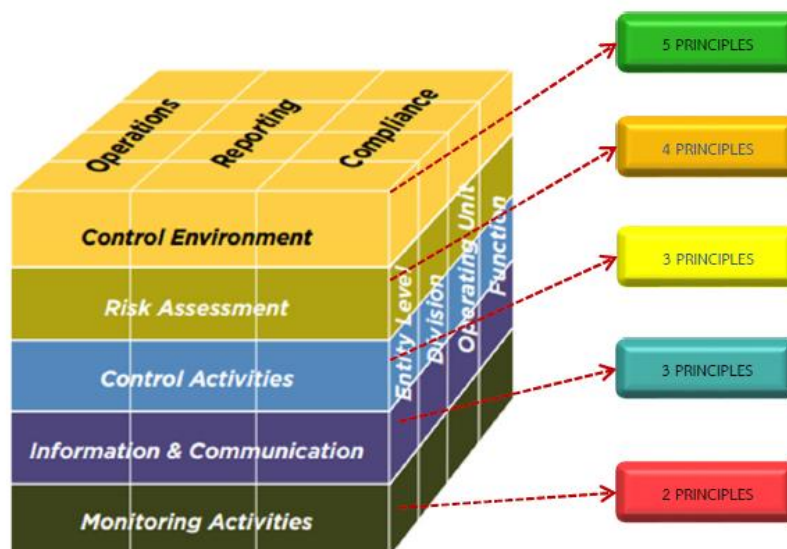 5 PRINCIPLES
Operations
Reporting
Compliance
4 PRINCIPLES
Control Environment
3 PRINCIPLES
Risk Assessment
Entity Level
Division
Operating Unit
Function
Control Activities
3 PRINCIPLES
Information & Communication
2 PRINCIPLES
Monitoring Activities